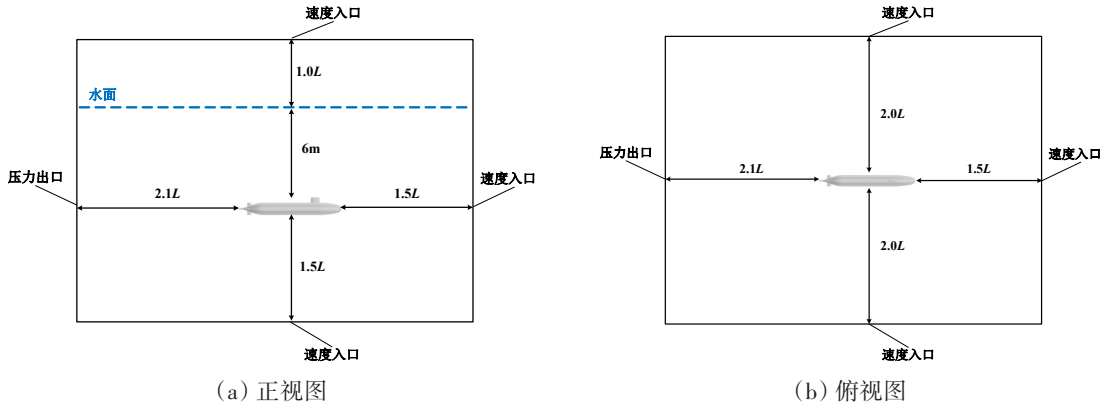 速度入口
1.0L
水面
6m
压力出口
2.1L
1.5L
速度入口
1.5L
速度入口
(a)正视图
速度入口
2.0L
压力出口
2.1L
1.5L
速度入口
2.0L
速度入口
(b)俯视图